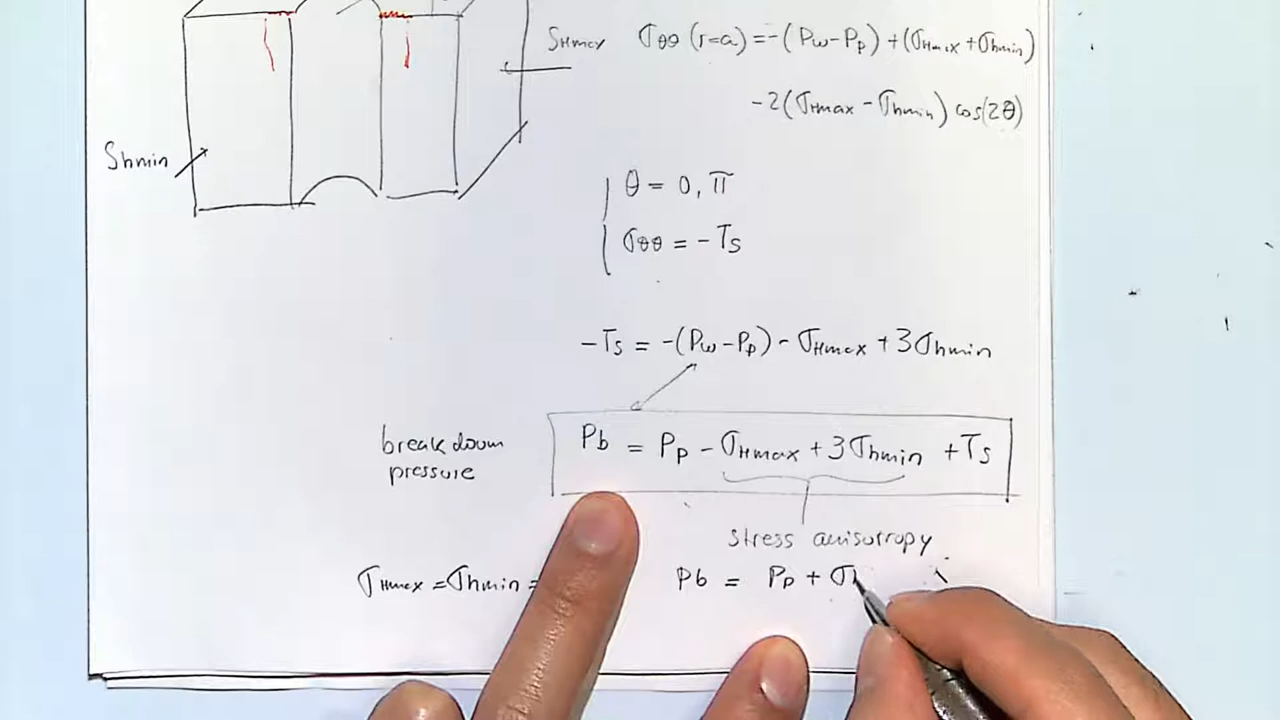 SHmax
σθθ (r=a) = -(Pw-Pp) + (σHmax + σhmin)
-2(σHmax - σhmin) cos(2θ)
Shmin
θ = 0, π
σθθ = -Ts
-Ts = -(Pw-Pp) - σHmax + 3σhmin
breakdown
pressure
Pb = Pp - σHmax + 3σhmin + Ts
stress anisotropy
σHmax = σhmin =
Pb = Pp + σ